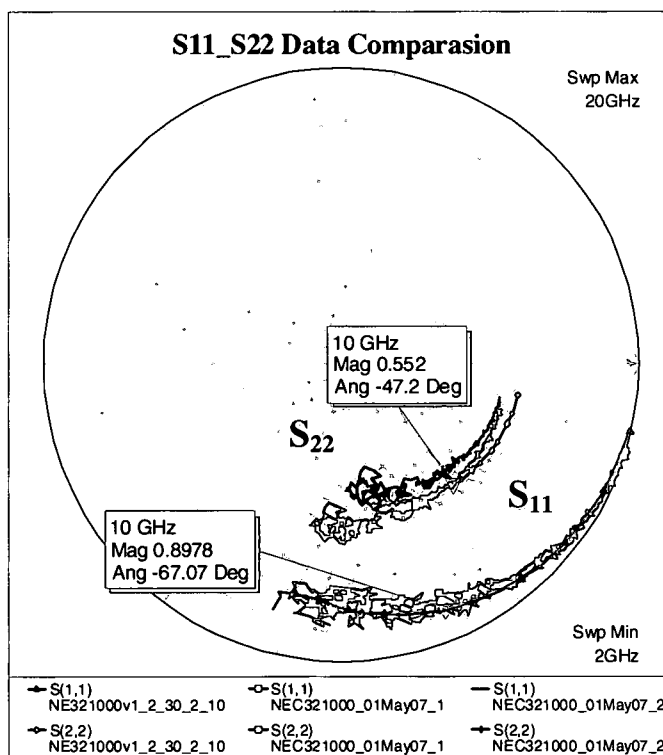 S11_S22 Data Comparasion
Swp Max
20GHz
10 GHz
Mag 0.552
Ang -47.2 Deg
S22
S11
10 GHz
Mag 0.8978
Ang -67.07 Deg
Swp Min
2GHz
S(1,1)
NE321000v1_2_30_2_10
S(1,1)
NEC321000_01May07_1
S(1,1)
NEC321000_01May07_2
S(2,2)
NE321000v1_2_30_2_10
S(2,2)
NEC321000_01May07_1
S(2,2)
NEC321000_01May07_2